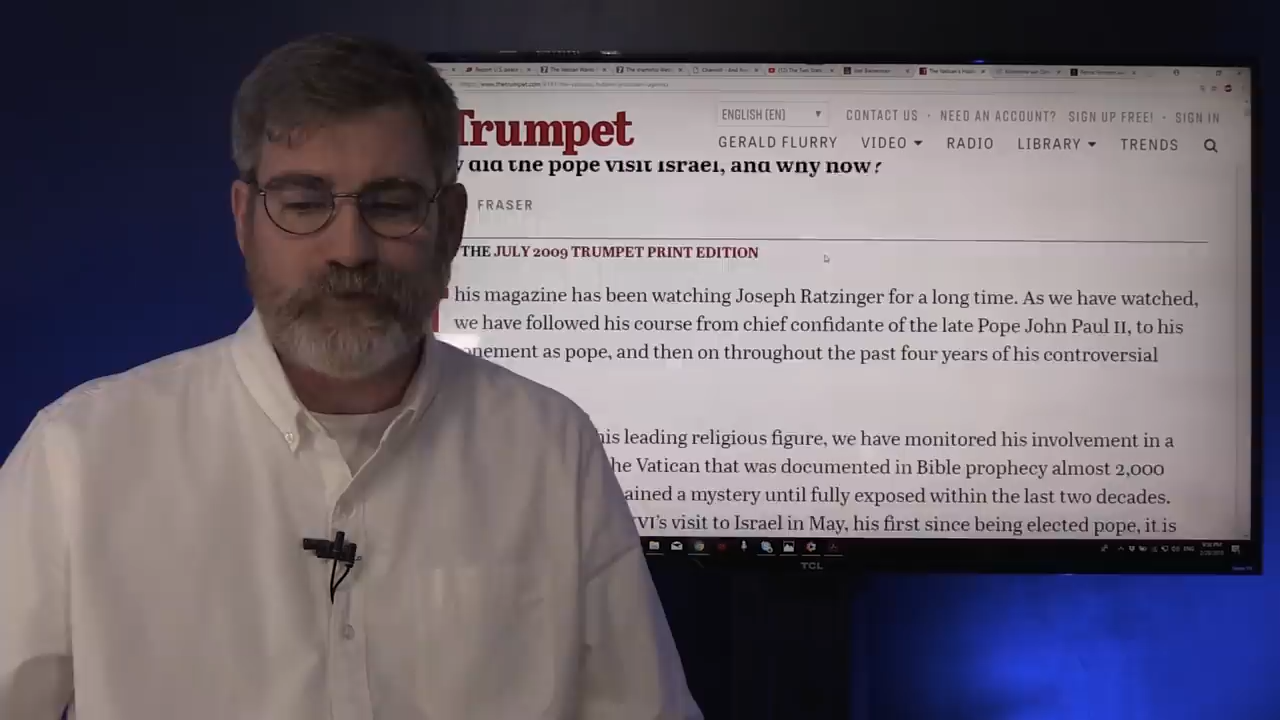 Trumpet
ENGLISH (EN) ▼
CONTACT US · NEED AN ACCOUNT? SIGN UP FREE! · SIGN IN
GERALD FLURRY VIDEO ▼ RADIO LIBRARY ▼ TRENDS
did the pope visit Israel, and why now?
FRASER
THE JULY 2009 TRUMPET PRINT EDITION
his magazine has been watching Joseph Ratzinger for a long time. As we have watched,
we have followed his course from chief confidante of the late Pope John Paul II, to his
onement as pope, and then on throughout the past four years of his controversial
his leading religious figure, we have monitored his involvement in a
he Vatican that was documented in Bible prophecy almost 2,000
ained a mystery until fully exposed within the last two decades.
VI's visit to Israel in May, his first since being elected pope, it is
TCL